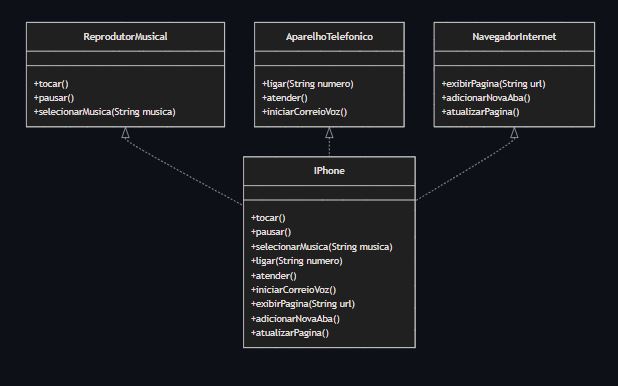 ReprodutorMusical
+tocar()
+pausar()
+selecionarMusica(String musica)
AparelhoTelefonico
+ligar(String numero)
+atender()
+iniciarCorreioVoz()
NavegadorInternet
+exibirPagina(String url)
+adicionarNovaAba()
+atualizarPagina()
IPhone
+tocar()
+pausar()
+selecionarMusica(String musica)
+ligar(String numero)
+atender()
+iniciarCorreioVoz()
+exibirPagina(String url)
+adicionarNovaAba()
+atualizarPagina()